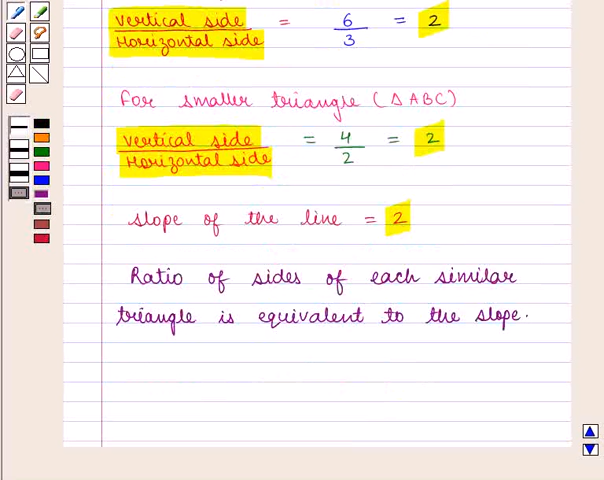 Vertical side / Horizontal side = 6/3 = 2
For smaller triangle (△ABC)
Vertical side / Horizontal side = 4/2 = 2
slope of the line = 2
Ratio of sides of each similar
triangle is equivalent to the slope.